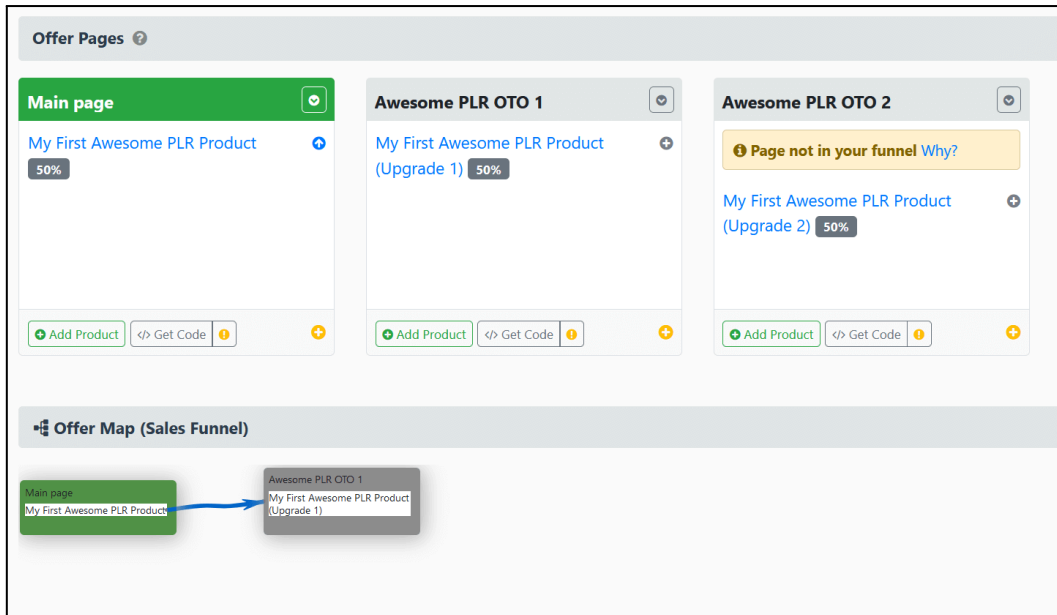 Offer Pages
Main page
My First Awesome PLR Product
50%
Add Product
</> Get Code
Awesome PLR OTO 1
My First Awesome PLR Product
(Upgrade 1) 50%
Add Product
</> Get Code
Awesome PLR OTO 2
Page not in your funnel Why?
My First Awesome PLR Product
(Upgrade 2) 50%
Add Product
</> Get Code
Offer Map (Sales Funnel)
Main page
My First Awesome PLR Product
Awesome PLR OTO 1
My First Awesome PLR Product
(Upgrade 1)